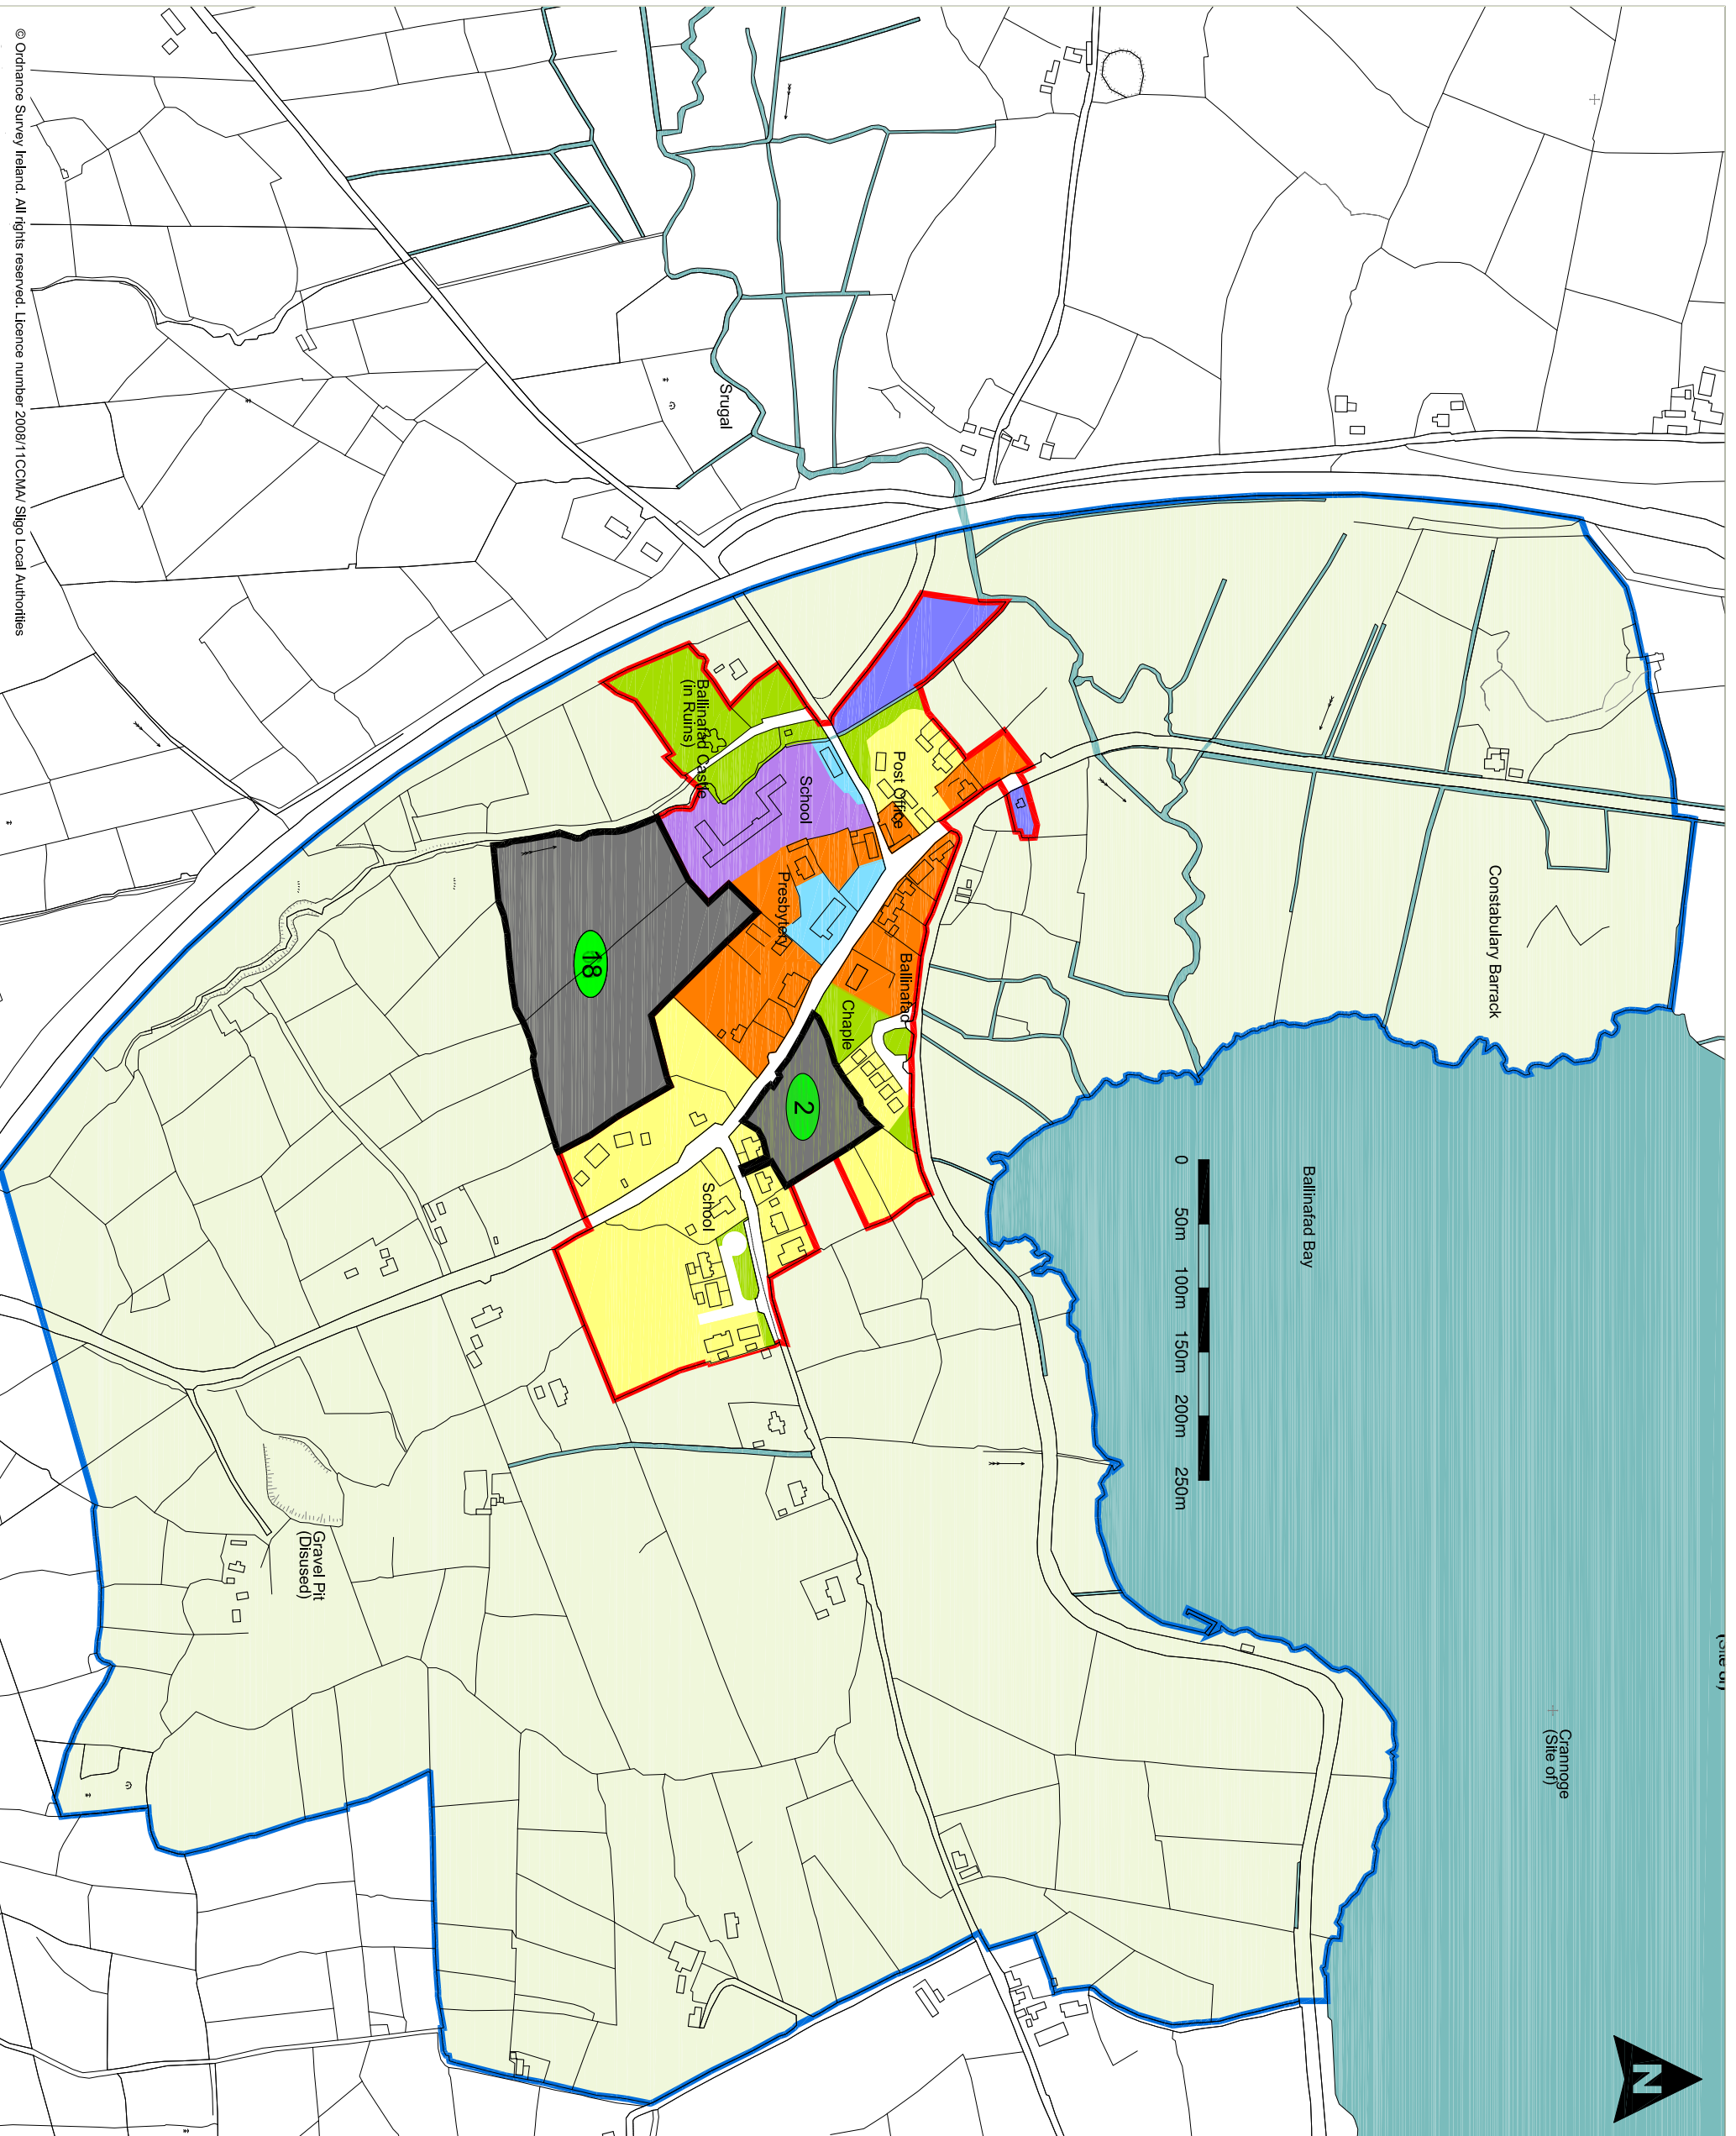 (Site of)
Crannoge
(Site of)
N
Constabulary Barrack
Ballinafad Bay
0 50m 100m 150m 200m 250m
Srugal
Post Office
Ballinafad
Chaple
School
Presbytery
Ballinafad Castle
(in Ruins)
2
18
School
Gravel Pit
(Disused)
© Ordnance Survey Ireland. All rights reserved. Licence number 2008/11CCMA/ Sligo Local Authorities